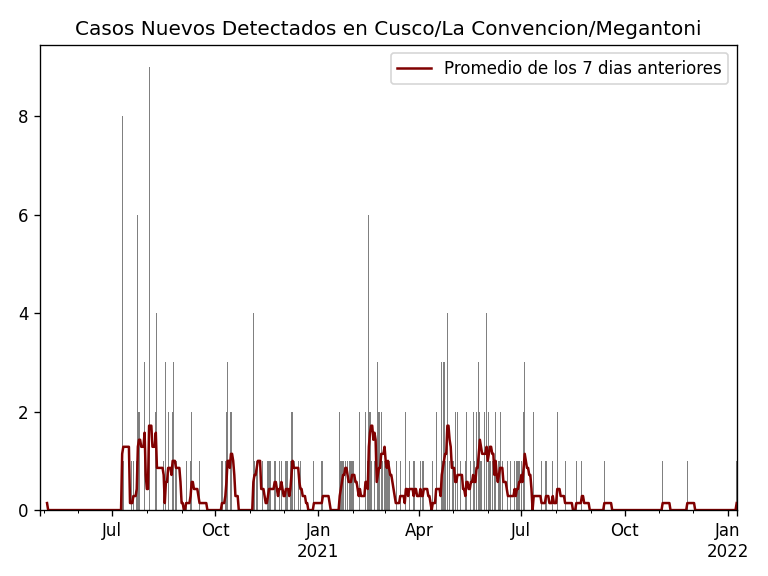 Casos Nuevos Detectados en Cusco/La Convencion/Megantoni
Promedio de los 7 dias anteriores
8
6
4
2
0
Jul
Oct
Jan
2021
Apr
Jul
Oct
Jan
2022